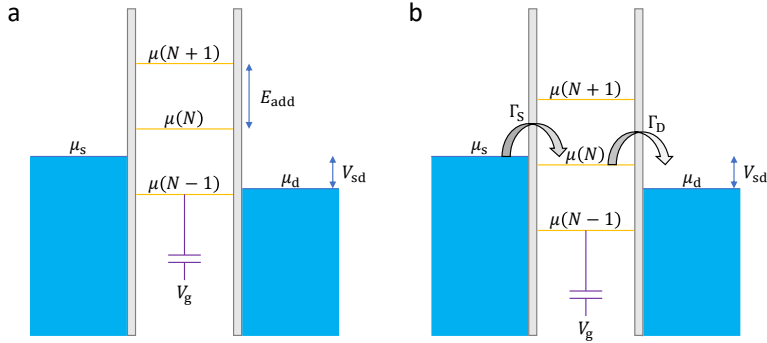 a
μ(N + 1)
E_add
μ(N)
μ_s
V_sd
μ(N − 1)
μ_d
V_g
b
μ(N + 1)
Γ_S
Γ_D
μ_s
μ(N)
V_sd
μ_d
μ(N − 1)
V_g